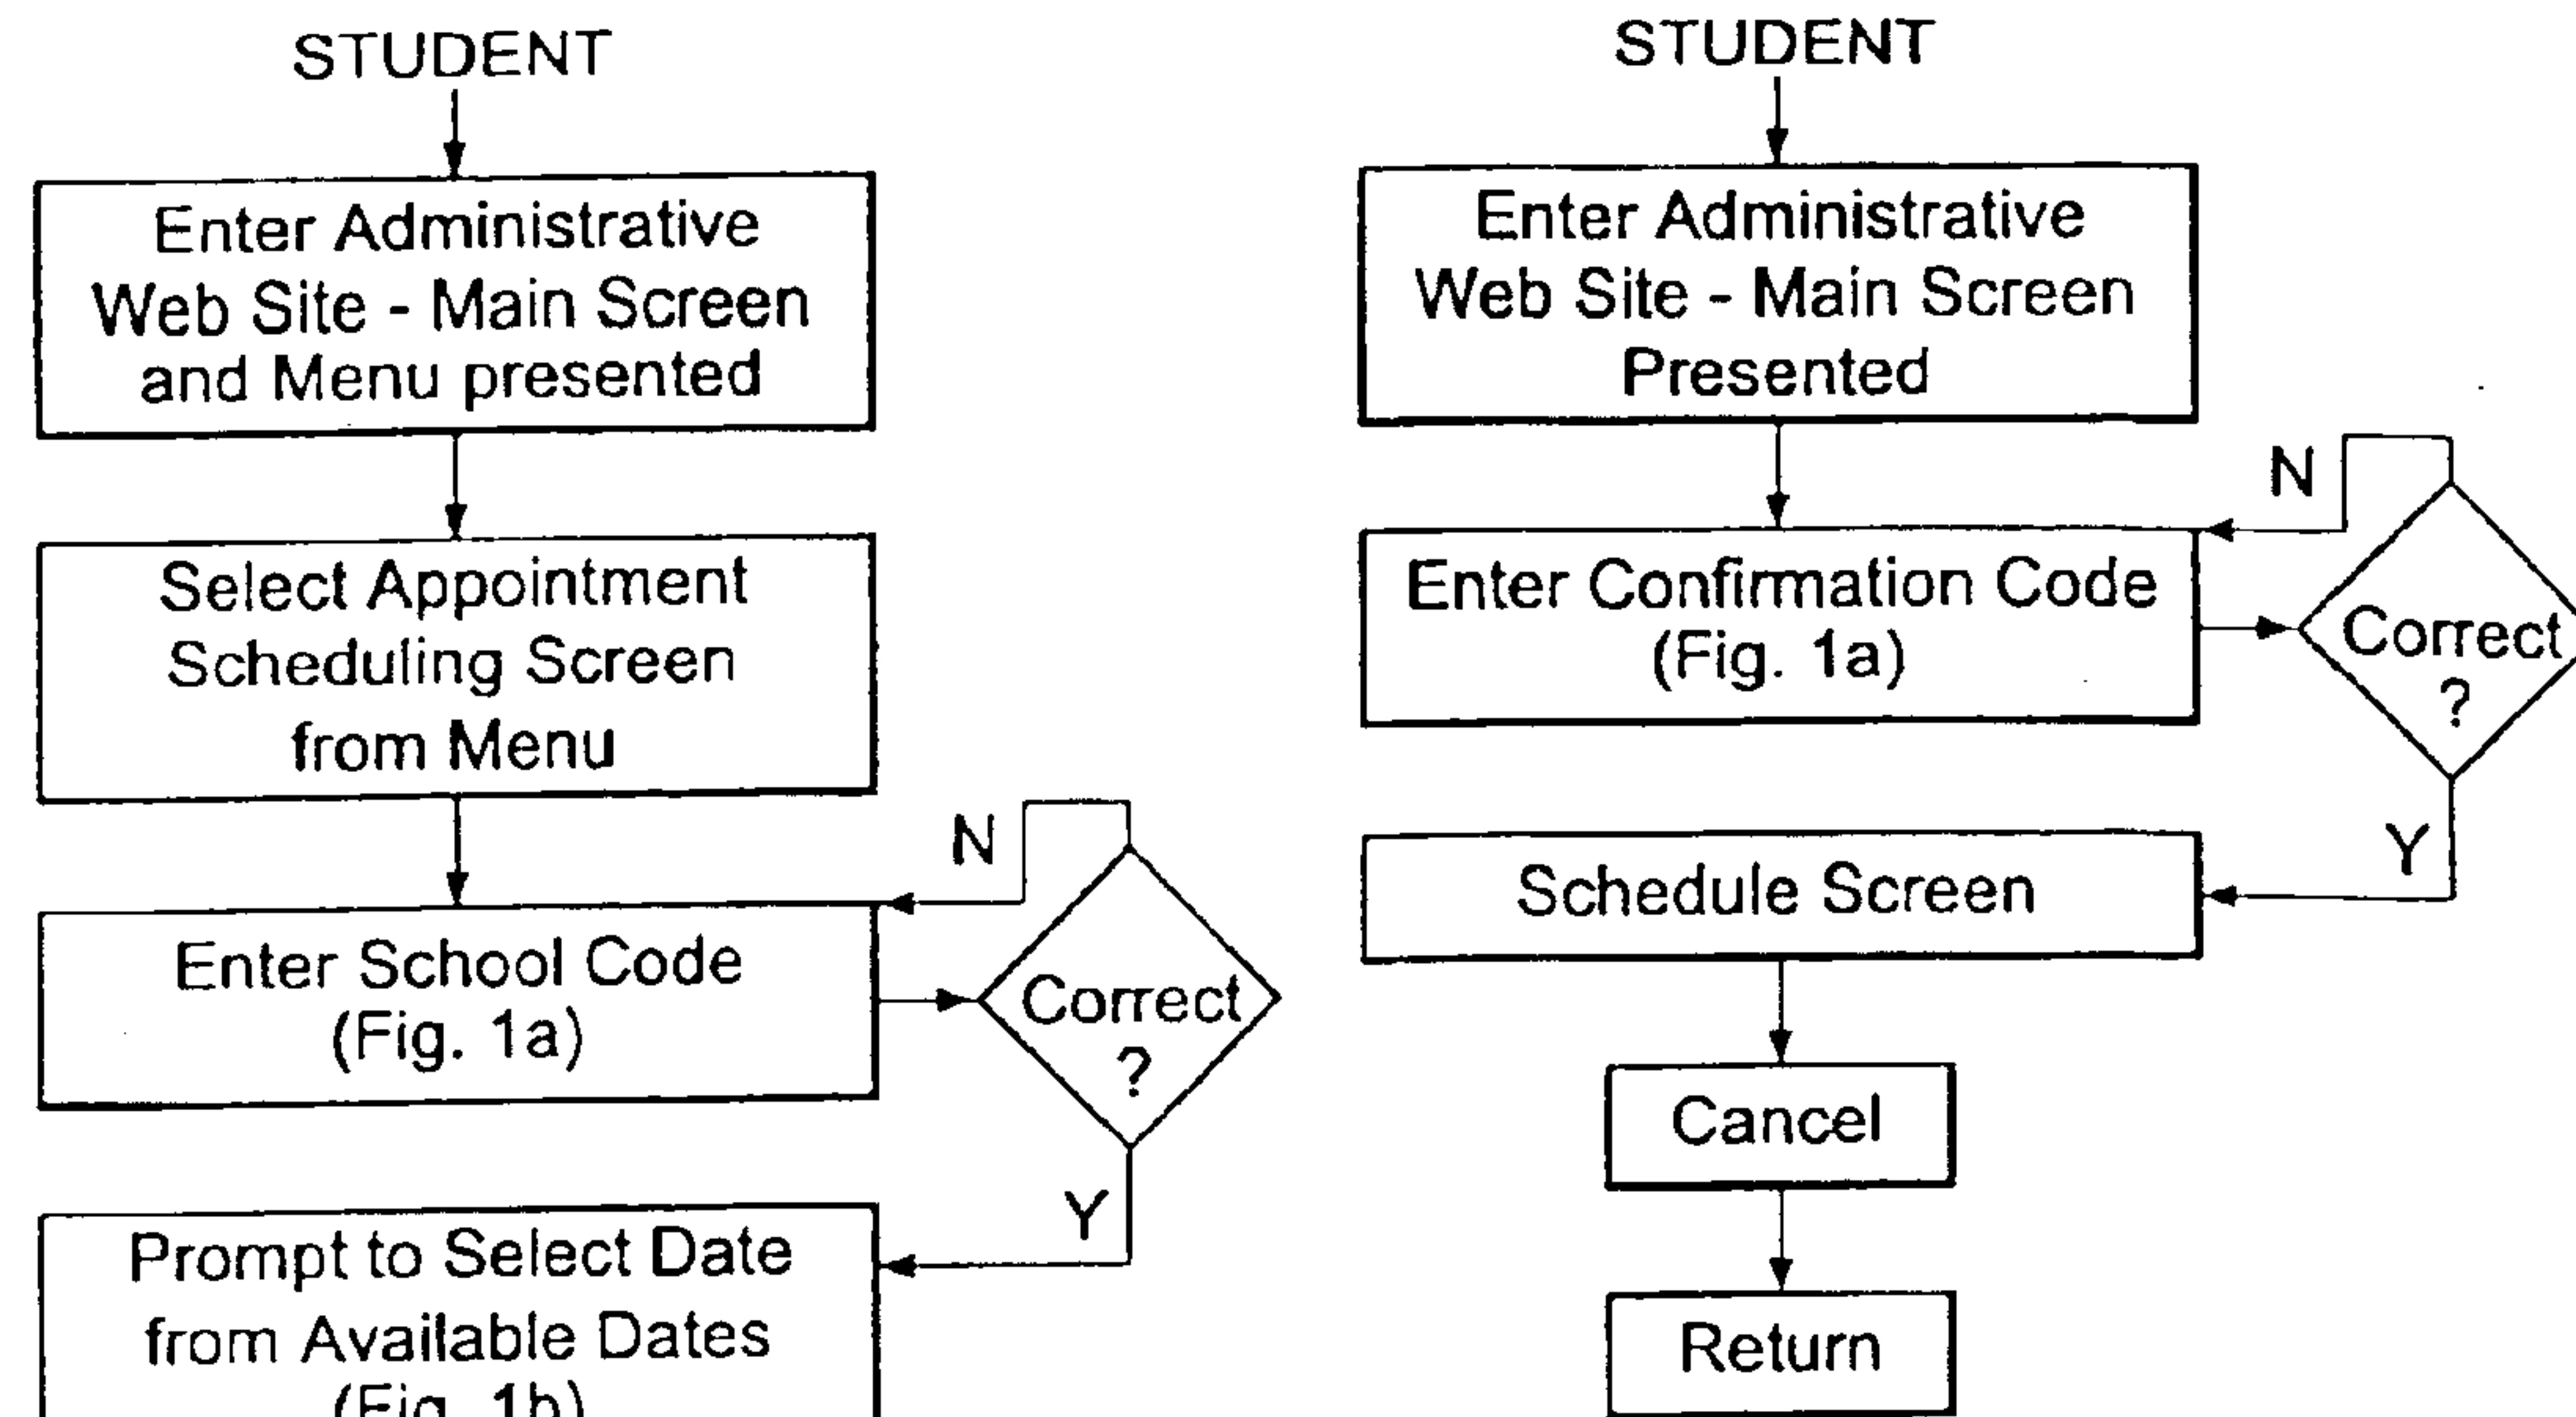 STUDENT
Enter Administrative
Web Site - Main Screen
and Menu presented
Select Appointment
Scheduling Screen
from Menu
N
Enter School Code
(Fig. 1a)
Correct
?
Y
Prompt to Select Date
from Available Dates
(Fig. 1b)
STUDENT
Enter Administrative
Web Site - Main Screen
Presented
N
Enter Confirmation Code
(Fig. 1a)
Correct
?
Y
Schedule Screen
Cancel
Return